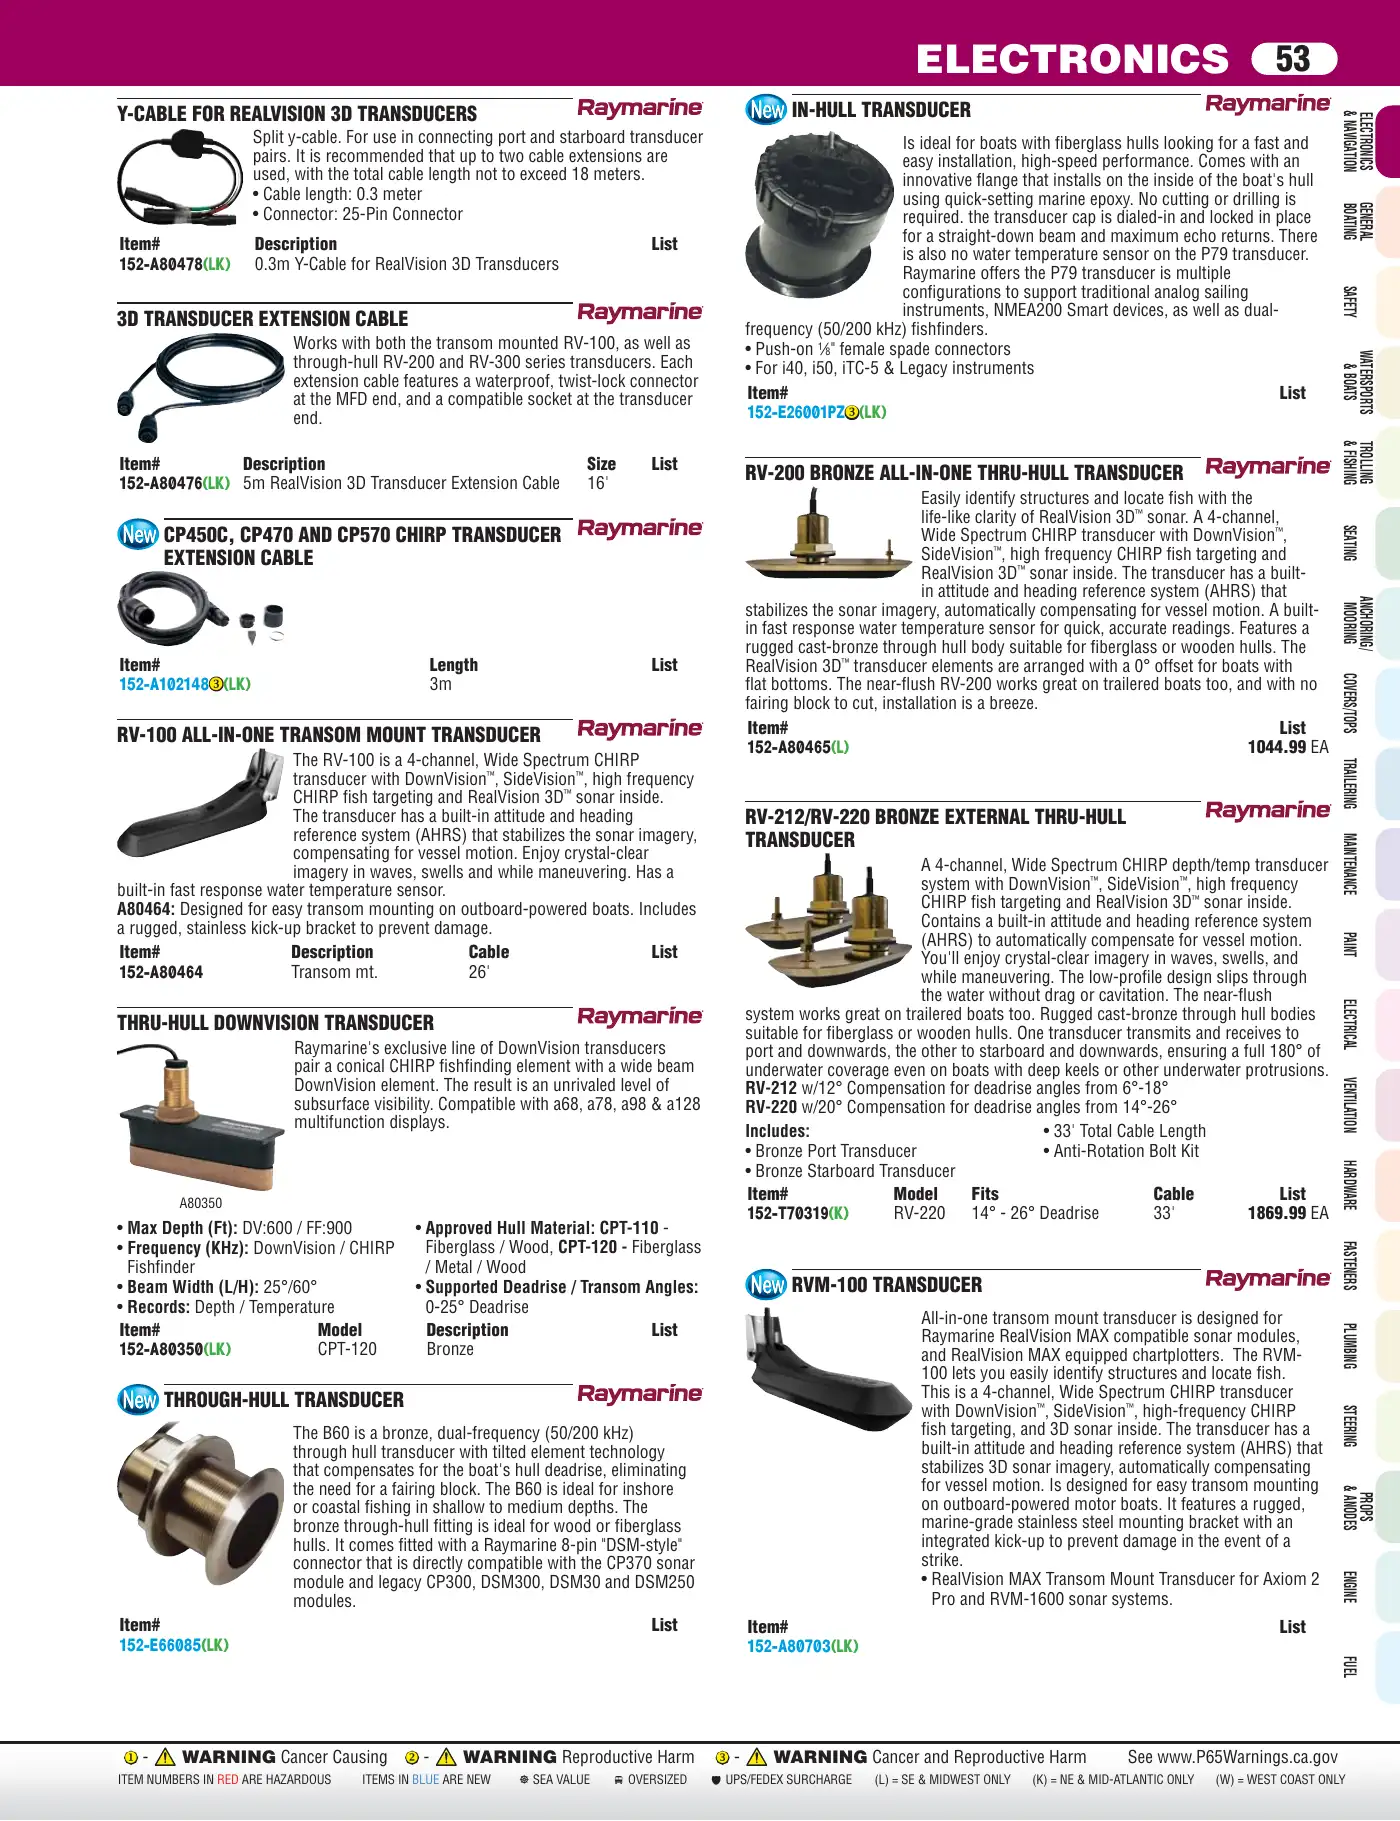 ELECTRONICS 53
Y-CABLE FOR REALVISION 3D TRANSDUCERS
Raymarine
Split y-cable. For use in connecting port and starboard transducer
pairs. It is recommended that up to two cable extensions are
used, with the total cable length not to exceed 18 meters.
• Cable length: 0.3 meter
• Connector: 25-Pin Connector
Item# Description List
152-A80478(LK) 0.3m Y-Cable for RealVision 3D Transducers
3D TRANSDUCER EXTENSION CABLE
Raymarine
Works with both the transom mounted RV-100, as well as
through-hull RV-200 and RV-300 series transducers. Each
extension cable features a waterproof, twist-lock connector
at the MFD end, and a compatible socket at the transducer
end.
Item# Description Size List
152-A80476(LK) 5m RealVision 3D Transducer Extension Cable 16'
New CP450C, CP470 AND CP570 CHIRP TRANSDUCER
EXTENSION CABLE
Raymarine
Item# Length List
152-A102148 3 (LK) 3m
RV-100 ALL-IN-ONE TRANSOM MOUNT TRANSDUCER
Raymarine
The RV-100 is a 4-channel, Wide Spectrum CHIRP
transducer with DownVision™, SideVision™, high frequency
CHIRP fish targeting and RealVision 3D™ sonar inside.
The transducer has a built-in attitude and heading
reference system (AHRS) that stabilizes the sonar imagery,
compensating for vessel motion. Enjoy crystal-clear
imagery in waves, swells and while maneuvering. Has a
built-in fast response water temperature sensor.
A80464: Designed for easy transom mounting on outboard-powered boats. Includes
a rugged, stainless kick-up bracket to prevent damage.
Item# Description Cable List
152-A80464 Transom mt. 26'
THRU-HULL DOWNVISION TRANSDUCER
Raymarine
Raymarine's exclusive line of DownVision transducers
pair a conical CHIRP fishfinding element with a wide beam
DownVision element. The result is an unrivaled level of
subsurface visibility. Compatible with a68, a78, a98 & a128
multifunction displays.
A80350
• Max Depth (Ft): DV:600 / FF:900
• Frequency (KHz): DownVision / CHIRP
Fishfinder
• Beam Width (L/H): 25°/60°
• Records: Depth / Temperature
• Approved Hull Material: CPT-110 -
Fiberglass / Wood, CPT-120 - Fiberglass
/ Metal / Wood
• Supported Deadrise / Transom Angles:
0-25° Deadrise
Item# Model Description List
152-A80350(LK) CPT-120 Bronze
New THROUGH-HULL TRANSDUCER
Raymarine
The B60 is a bronze, dual-frequency (50/200 kHz)
through hull transducer with tilted element technology
that compensates for the boat's hull deadrise, eliminating
the need for a fairing block. The B60 is ideal for inshore
or coastal fishing in shallow to medium depths. The
bronze through-hull fitting is ideal for wood or fiberglass
hulls. It comes fitted with a Raymarine 8-pin "DSM-style"
connector that is directly compatible with the CP370 sonar
module and legacy CP300, DSM300, DSM30 and DSM250
modules.
Item# List
152-E66085(LK)
New IN-HULL TRANSDUCER
Raymarine
Is ideal for boats with fiberglass hulls looking for a fast and
easy installation, high-speed performance. Comes with an
innovative flange that installs on the inside of the boat's hull
using quick-setting marine epoxy. No cutting or drilling is
required. the transducer cap is dialed-in and locked in place
for a straight-down beam and maximum echo returns. There
is also no water temperature sensor on the P79 transducer.
Raymarine offers the P79 transducer is multiple
configurations to support traditional analog sailing
instruments, NMEA200 Smart devices, as well as dual-
frequency (50/200 kHz) fishfinders.
• Push-on ⅛" female spade connectors
• For i40, i50, iTC-5 & Legacy instruments
Item# List
152-E26001PZ 3 (LK)
RV-200 BRONZE ALL-IN-ONE THRU-HULL TRANSDUCER
Raymarine
Easily identify structures and locate fish with the
life-like clarity of RealVision 3D™ sonar. A 4-channel,
Wide Spectrum CHIRP transducer with DownVision™,
SideVision™, high frequency CHIRP fish targeting and
RealVision 3D™ sonar inside. The transducer has a built-
in attitude and heading reference system (AHRS) that
stabilizes the sonar imagery, automatically compensating for vessel motion. A built-
in fast response water temperature sensor for quick, accurate readings. Features a
rugged cast-bronze through hull body suitable for fiberglass or wooden hulls. The
RealVision 3D™ transducer elements are arranged with a 0° offset for boats with
flat bottoms. The near-flush RV-200 works great on trailered boats too, and with no
fairing block to cut, installation is a breeze.
Item# List
152-A80465(L) 1044.99 EA
RV-212/RV-220 BRONZE EXTERNAL THRU-HULL
TRANSDUCER
Raymarine
A 4-channel, Wide Spectrum CHIRP depth/temp transducer
system with DownVision™, SideVision™, high frequency
CHIRP fish targeting and RealVision 3D™ sonar inside.
Contains a built-in attitude and heading reference system
(AHRS) to automatically compensate for vessel motion.
You'll enjoy crystal-clear imagery in waves, swells, and
while maneuvering. The low-profile design slips through
the water without drag or cavitation. The near-flush
system works great on trailered boats too. Rugged cast-bronze through hull bodies
suitable for fiberglass or wooden hulls. One transducer transmits and receives to
port and downwards, the other to starboard and downwards, ensuring a full 180° of
underwater coverage even on boats with deep keels or other underwater protrusions.
RV-212 w/12° Compensation for deadrise angles from 6°-18°
RV-220 w/20° Compensation for deadrise angles from 14°-26°
Includes:
• Bronze Port Transducer
• Bronze Starboard Transducer
• 33' Total Cable Length
• Anti-Rotation Bolt Kit
Item# Model Fits Cable List
152-T70319(K) RV-220 14° - 26° Deadrise 33' 1869.99 EA
New RVM-100 TRANSDUCER
Raymarine
All-in-one transom mount transducer is designed for
Raymarine RealVision MAX compatible sonar modules,
and RealVision MAX equipped chartplotters. The RVM-
100 lets you easily identify structures and locate fish.
This is a 4-channel, Wide Spectrum CHIRP transducer
with DownVision™, SideVision™, high-frequency CHIRP
fish targeting, and 3D sonar inside. The transducer has a
built-in attitude and heading reference system (AHRS) that
stabilizes 3D sonar imagery, automatically compensating
for vessel motion. Is designed for easy transom mounting
on outboard-powered motor boats. It features a rugged,
marine-grade stainless steel mounting bracket with an
integrated kick-up to prevent damage in the event of a
strike.
• RealVision MAX Transom Mount Transducer for Axiom 2
Pro and RVM-1600 sonar systems.
Item# List
152-A80703(LK)
ELECTRONICS
& NAVIGATION
GENERAL
BOATING
SAFETY
WATERSPORTS
& BOATS
TROLLING
& FISHING
SEATING
ANCHORING/
MOORING
COVERS/TOPS
TRAILERING
MAINTENANCE
PAINT
ELECTRICAL
VENTILATION
HARDWARE
FASTENERS
PLUMBING
STEERING
PROPS
& ANODES
ENGINE
FUEL
1 - WARNING Cancer Causing 2 - WARNING Reproductive Harm 3 - WARNING Cancer and Reproductive Harm See www.P65Warnings.ca.gov
ITEM NUMBERS IN RED ARE HAZARDOUS ITEMS IN BLUE ARE NEW SEA VALUE OVERSIZED UPS/FEDEX SURCHARGE (L) = SE & MIDWEST ONLY (K) = NE & MID-ATLANTIC ONLY (W) = WEST COAST ONLY